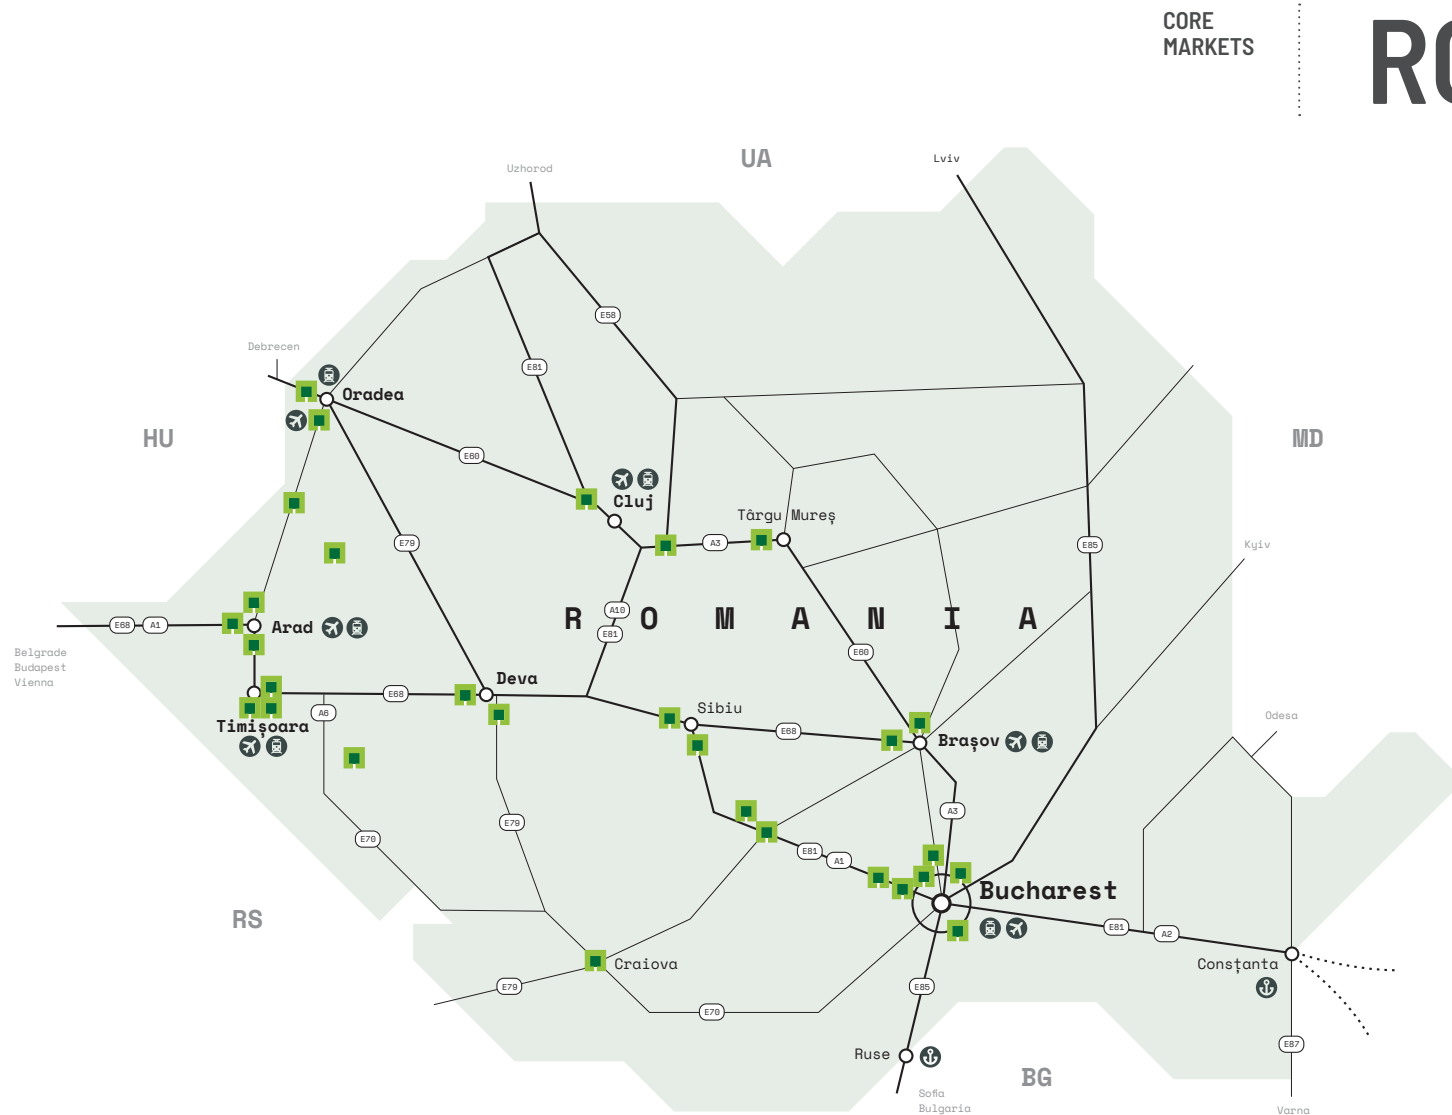 CORE
MARKETS
RO
UA
Uzhorod
Lviv
E58
Debrecen
E81
Oradea
HU
MD
E60
Cluj
Târgu Mureș
A3
E79
E85
Kyiv
A10
R O M A N I A
E68
A1
Arad
E81
Belgrade
Budapest
Vienna
E60
Deva
E68
A6
Sibiu
E68
Timișoara
Brașov
Odesa
A3
E79
E70
E81
A1
Bucharest
RS
E81
A2
Craiova
Consțanta
E79
E85
E70
E87
Ruse
BG
Sofia
Bulgaria
Varna